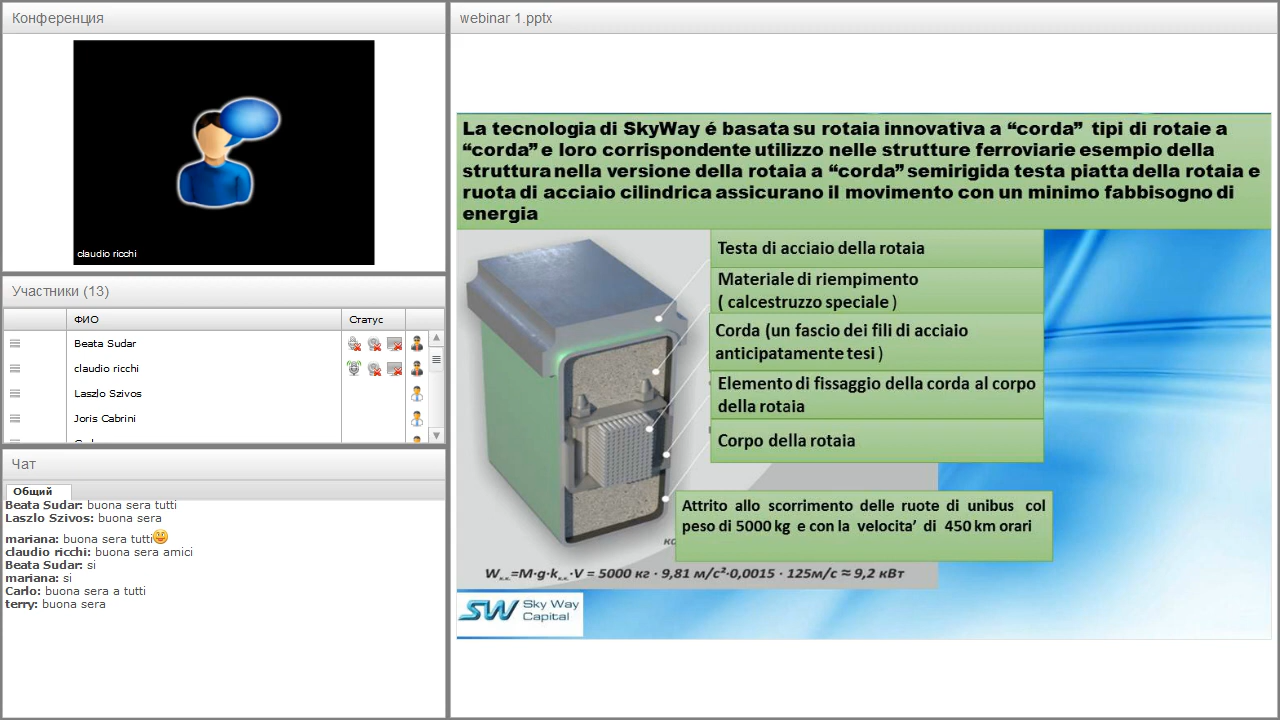 Конференция
claudio ricchi
Участники (13)
ФИО
Статус
Beata Sudar
claudio ricchi
Laszlo Szivos
Joris Cabrini
Чат
Общий
Beata Sudar: buona sera tutti
Laszlo Szivos: buona sera
mariana: buona sera tutti
claudio ricchi: buona sera amici
Beata Sudar: si
mariana: si
Carlo: buona sera a tutti
terry: buona sera
webinar 1.pptx
La tecnologia di SkyWay é basata su rotaia innovativa a “corda” tipi di rotaie a
“corda” e loro corrispondente utilizzo nelle strutture ferroviarie esempio della
struttura nella versione della rotaia a “corda” semirigida testa piatta della rotaia e
ruota di acciaio cilindrica assicurano il movimento con un minimo fabbisogno di
energia
Testa di acciaio della rotaia
Materiale di riempimento
( calcestruzzo speciale )
Corda (un fascio dei fili di acciaio
anticipatamente tesi )
Elemento di fissaggio della corda al corpo
della rotaia
Corpo della rotaia
Attrito allo scorrimento delle ruote di unibus col
peso di 5000 kg e con la velocita’ di 450 km orari
W к.к.=M·g·k к.к.·V = 5000 кг · 9,81 м/с²·0,0015 · 125м/с ≈ 9,2 кВт
SW Sky Way
Capital